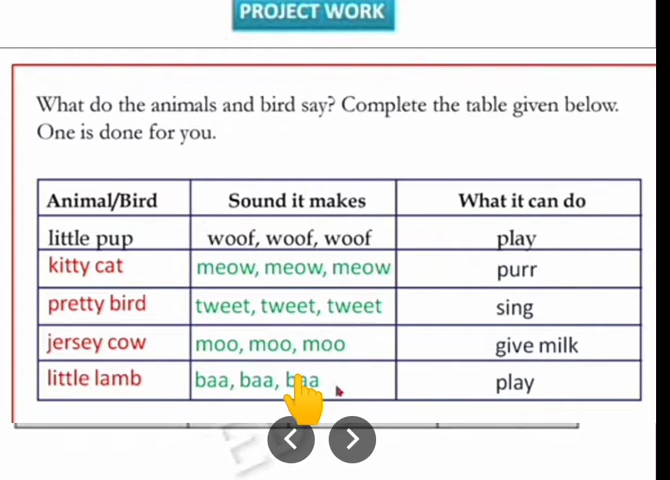 PROJECT WORK
What do the animals and bird say? Complete the table given below.
One is done for you.
Animal/Bird Sound it makes What it can do
little pup woof, woof, woof play
kitty cat meow, meow, meow purr
pretty bird tweet, tweet, tweet sing
jersey cow moo, moo, moo give milk
little lamb baa, baa, baa play